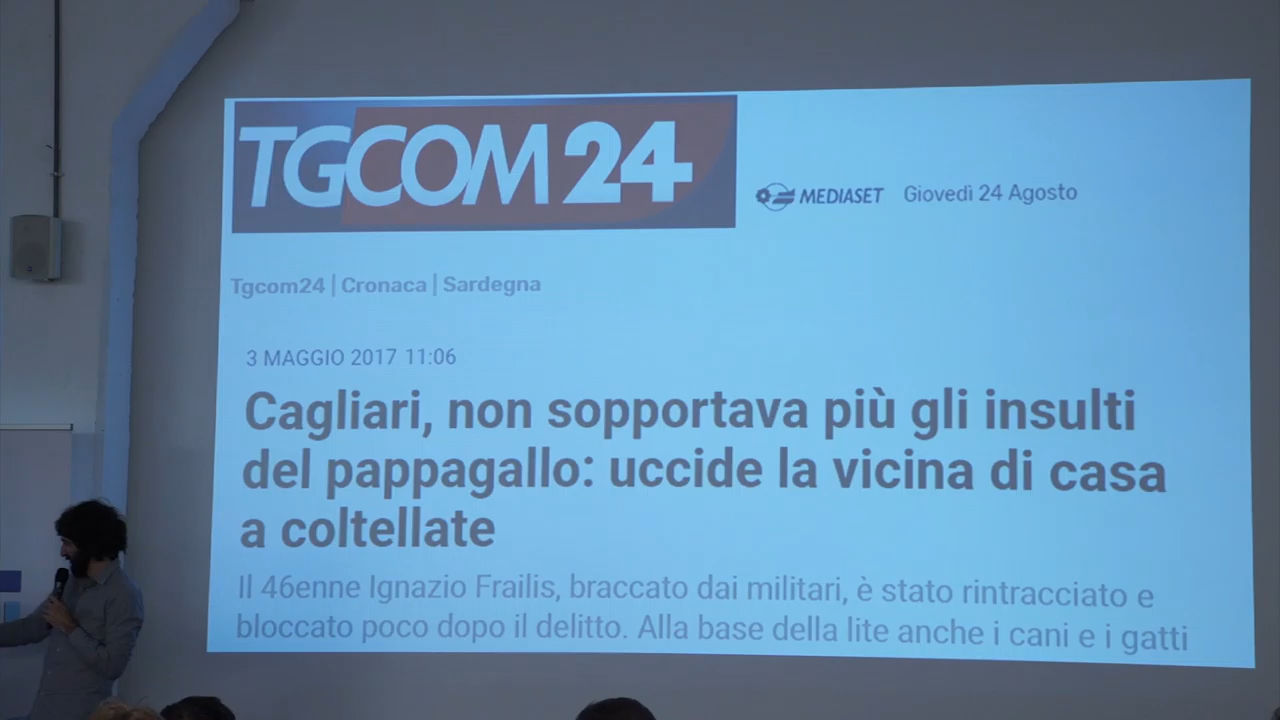 TGCOM24
MEDIASET Giovedì 24 Agosto
Tgcom24 | Cronaca | Sardegna
3 MAGGIO 2017 11:06
Cagliari, non sopportava più gli insulti
del pappagallo: uccide la vicina di casa
a coltellate
Il 46enne Ignazio Frailis, braccato dai militari, è stato rintracciato e
bloccato poco dopo il delitto. Alla base della lite anche i cani e i gatti